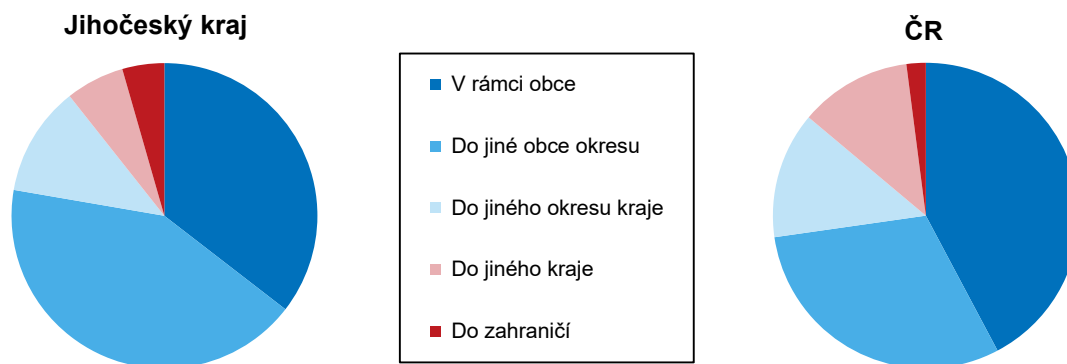 Jihočeský kraj
ČR
V rámci obce
Do jiné obce okresu
Do jiného okresu kraje
Do jiného kraje
Do zahraničí